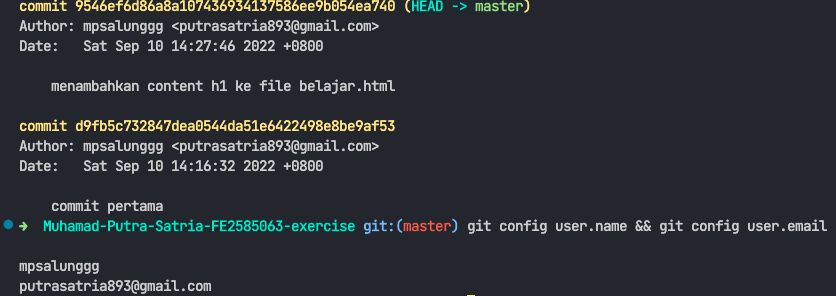 commit 9546ef6d86a8a107436934137586ee9b054ea740 (HEAD -> master)
Author: mpsalunggg <putrasatria893@gmail.com>
Date:   Sat Sep 10 14:27:46 2022 +0800
menambahkan content h1 ke file belajar.html
commit d9fb5c732847dea0544da51e6422498e8be9af53
Author: mpsalunggg <putrasatria893@gmail.com>
Date:   Sat Sep 10 14:16:32 2022 +0800
commit pertama
➜  Muhamad-Putra-Satria-FE2585063-exercise git:(master) git config user.name && git config user.email
mpsalunggg
putrasatria893@gmail.com